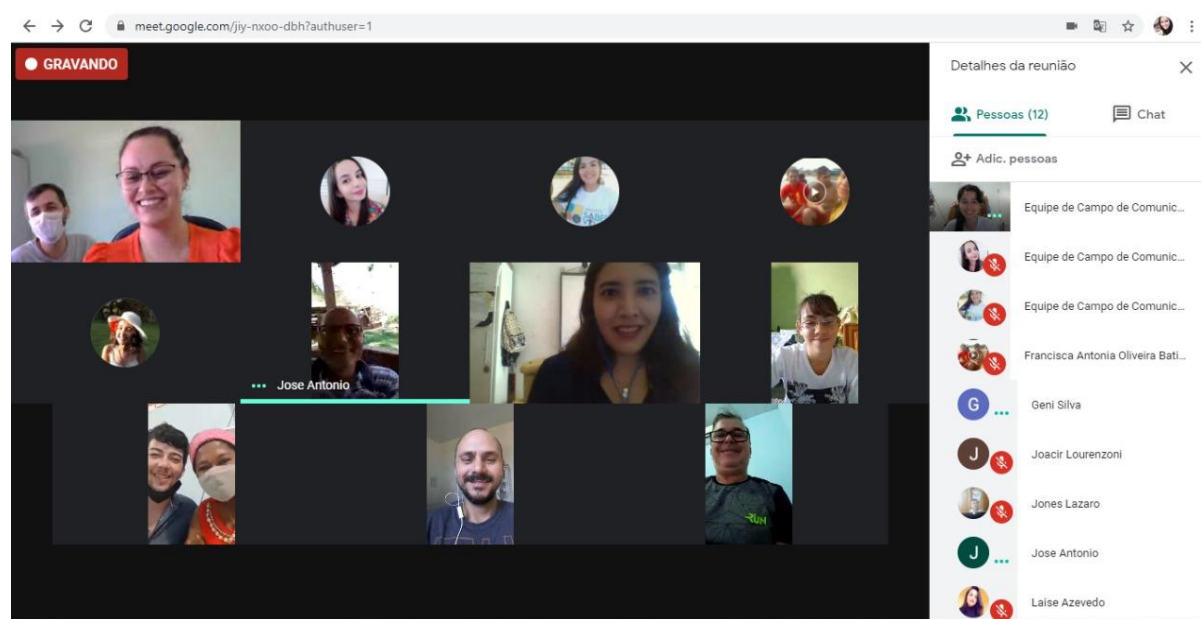 meet.google.com/jiy-nxoo-dbh?authuser=1
GRAVANDO
Detalhes da reunião
Pessoas (12)
Chat
Adic. pessoas
Equipe de Campo de Comunic...
Equipe de Campo de Comunic...
Equipe de Campo de Comunic...
Francisca Antonia Oliveira Bati...
G
Geni Silva
J
Joacir Lourenzoni
Jones Lazaro
J
Jose Antonio
Laise Azevedo
Jose Antonio
RUN